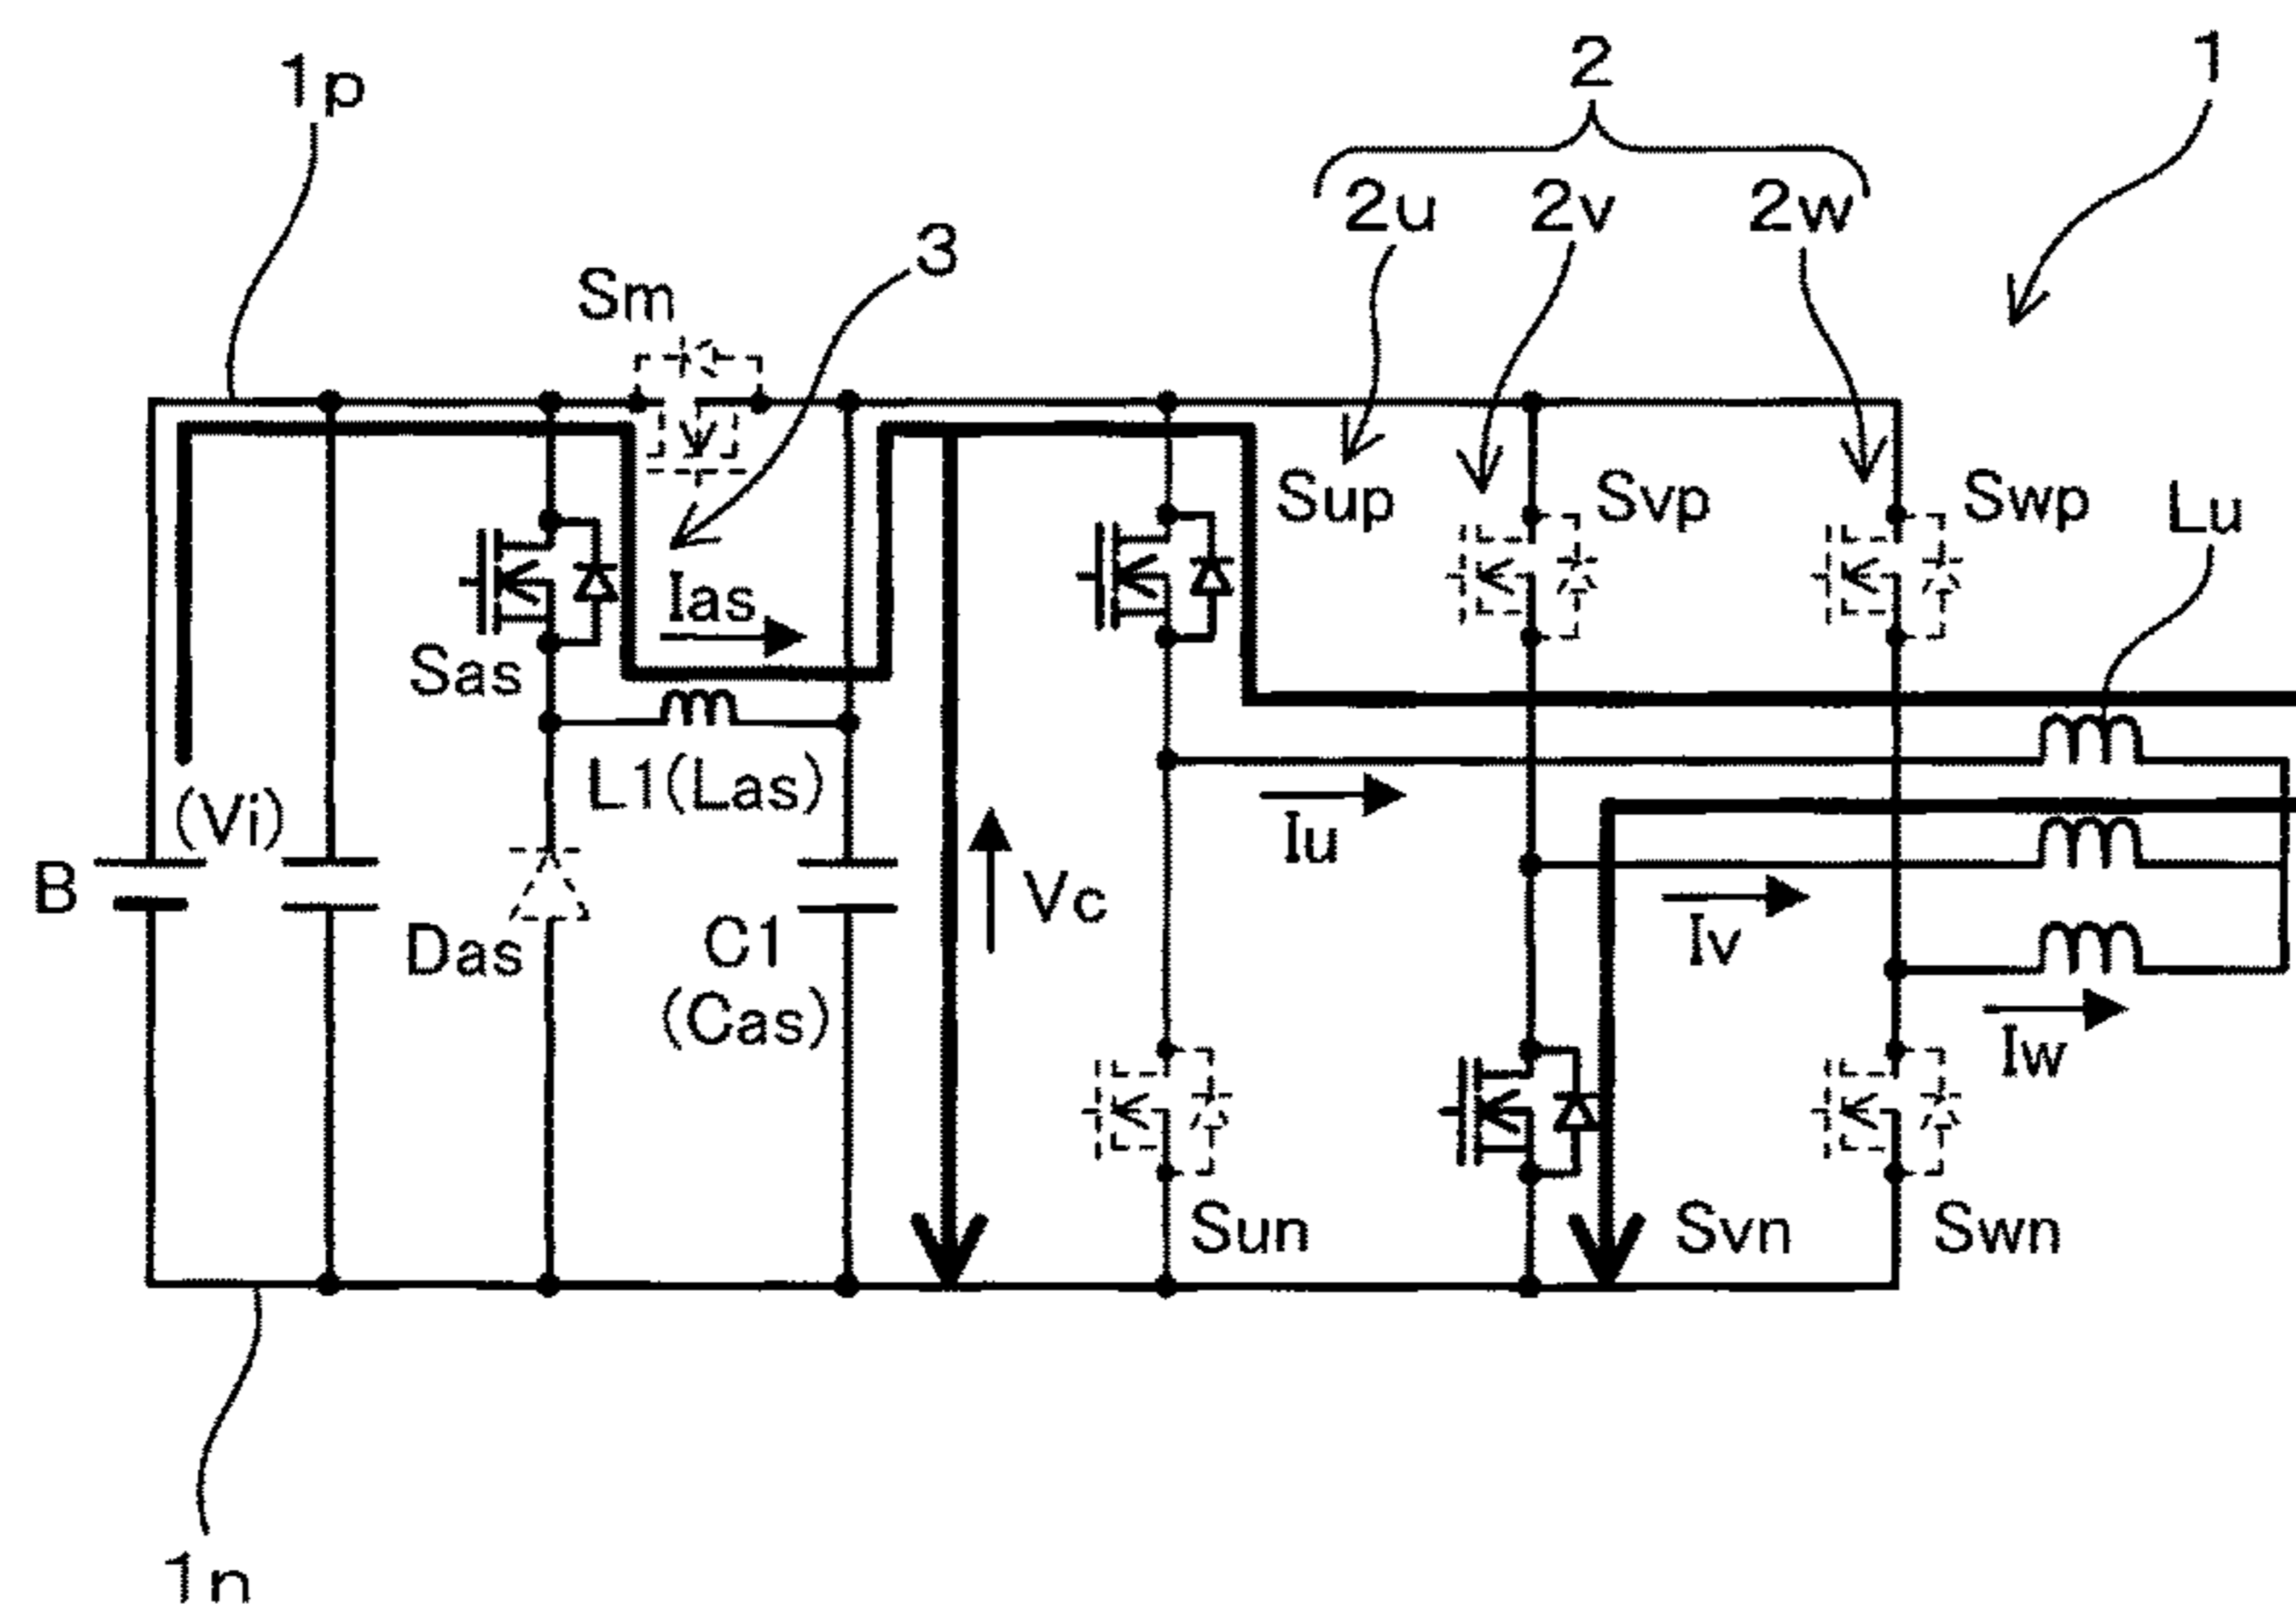 1p
2
1
2u 2v 2w
3
Sm
Sup
Svp
Swp
Lu
Ias
Sas
L1(Las)
(Vi)
Iu
B
Vc
Das
C1
(Cas)
Iv
Iw
Sun
Svn
Swn
1n